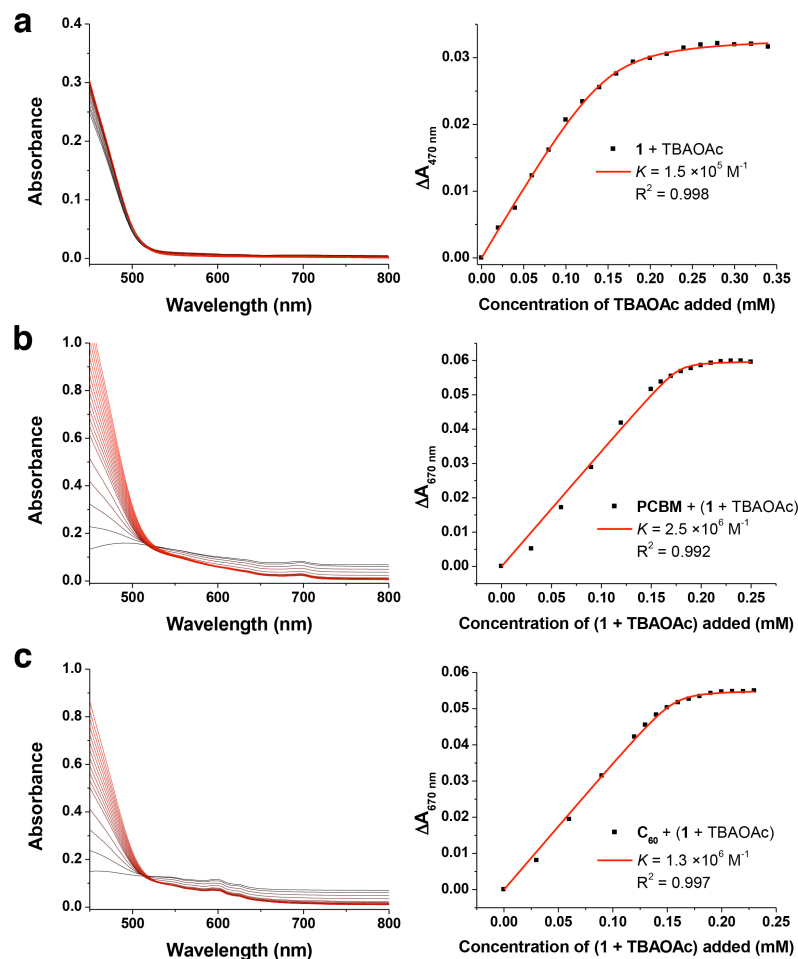 a
0.4
0.3
0.2
0.1
0.0
Absorbance
500
600
700
800
Wavelength (nm)
0.03
0.02
0.01
0.00
ΔA470 nm
1 + TBAOAc
K = 1.5 ×10⁵ M⁻¹
R² = 0.998
0.00
0.05
0.10
0.15
0.20
0.25
0.30
0.35
Concentration of TBAOAc added (mM)
b
1.0
0.8
0.6
0.4
0.2
0.0
Absorbance
500
600
700
800
Wavelength (nm)
0.06
0.05
0.04
0.03
0.02
0.01
0.00
ΔA670 nm
PCBM + (1 + TBAOAc)
K = 2.5 ×10⁶ M⁻¹
R² = 0.992
0.00
0.05
0.10
0.15
0.20
0.25
Concentration of (1 + TBAOAc) added (mM)
c
1.0
0.8
0.6
0.4
0.2
0.0
Absorbance
500
600
700
800
Wavelength (nm)
0.06
0.05
0.04
0.03
0.02
0.01
0.00
ΔA670 nm
C₆₀ + (1 + TBAOAc)
K = 1.3 ×10⁶ M⁻¹
R² = 0.997
0.00
0.05
0.10
0.15
0.20
0.25
Concentration of (1 + TBAOAc) added (mM)